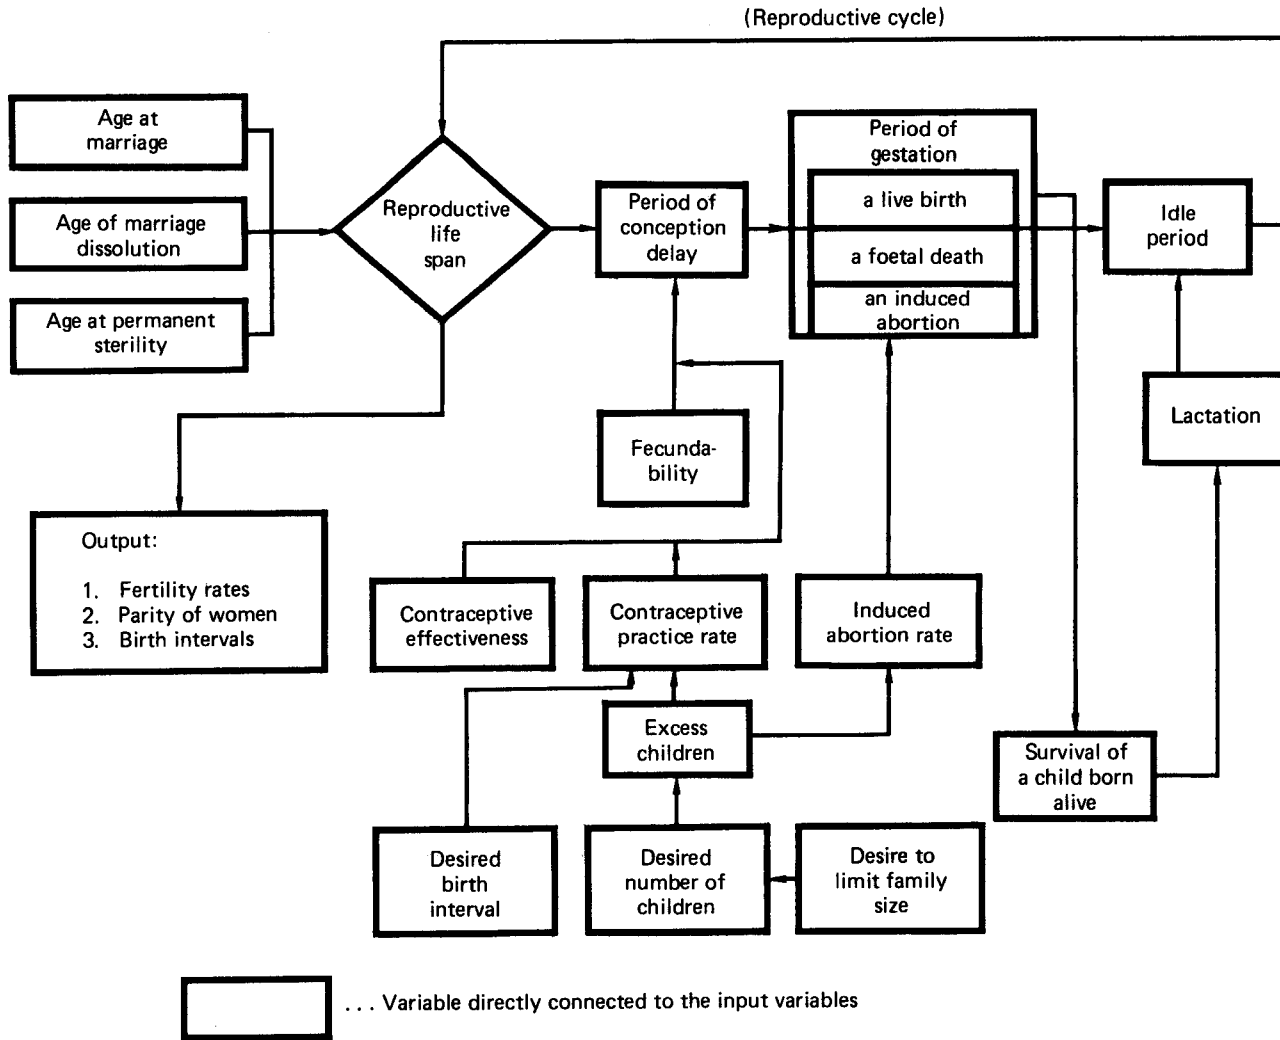 (Reproductive cycle)
Age at
marriage
Age of marriage
dissolution
Age at permanent
sterility
Reproductive
life
span
Period of
conception
delay
Period of
gestation
a live birth
a foetal death
an induced
abortion
Idle
period
Lactation
Fecunda-
bility
Output:
1. Fertility rates
2. Parity of women
3. Birth intervals
Contraceptive
effectiveness
Contraceptive
practice rate
Induced
abortion rate
Excess
children
Survival of
a child born
alive
Desired
birth
interval
Desired
number of
children
Desire to
limit family
size
. . . Variable directly connected to the input variables